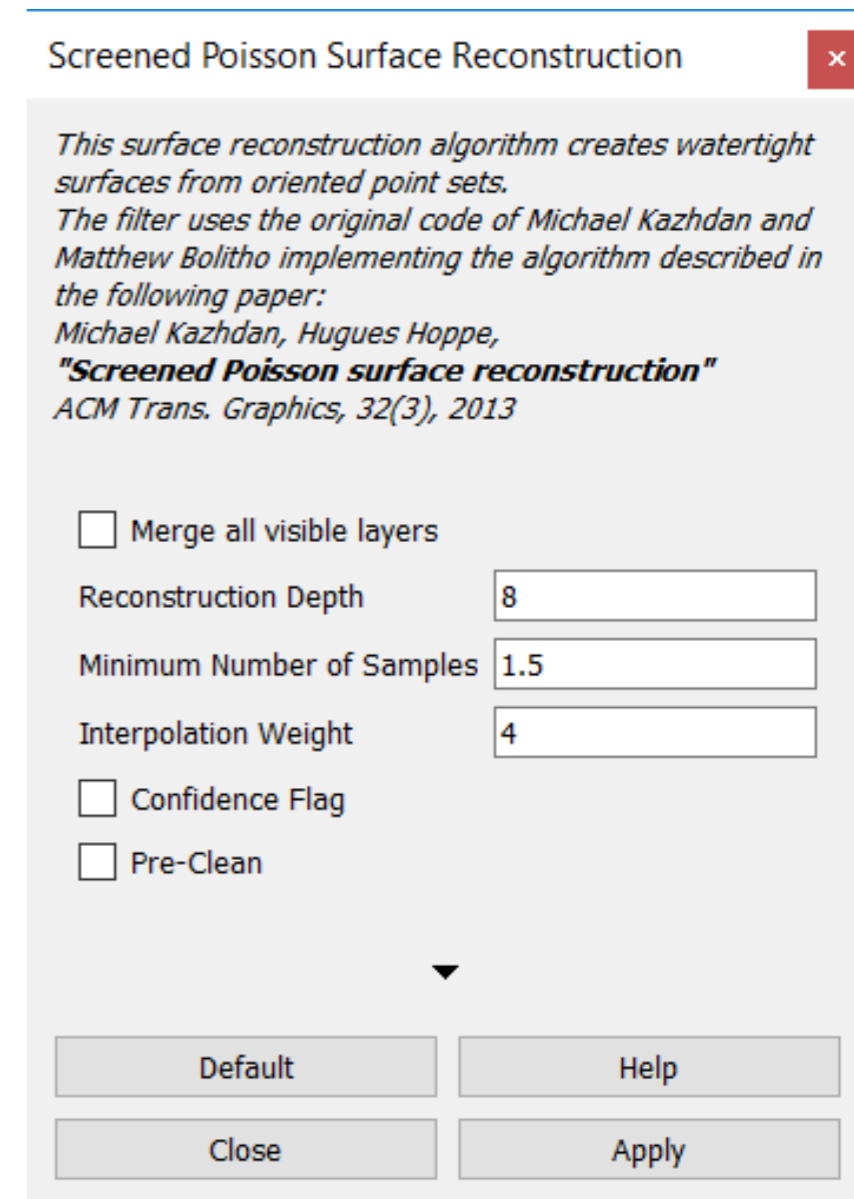 Screened Poisson Surface Reconstruction
x
This surface reconstruction algorithm creates watertight
surfaces from oriented point sets.
The filter uses the original code of Michael Kazhdan and
Matthew Bolitho implementing the algorithm described in
the following paper:
Michael Kazhdan, Hugues Hoppe,
"Screened Poisson surface reconstruction"
ACM Trans. Graphics, 32(3), 2013
Merge all visible layers
Reconstruction Depth 8
Minimum Number of Samples 1.5
Interpolation Weight 4
Confidence Flag
Pre-Clean
Default Help
Close Apply